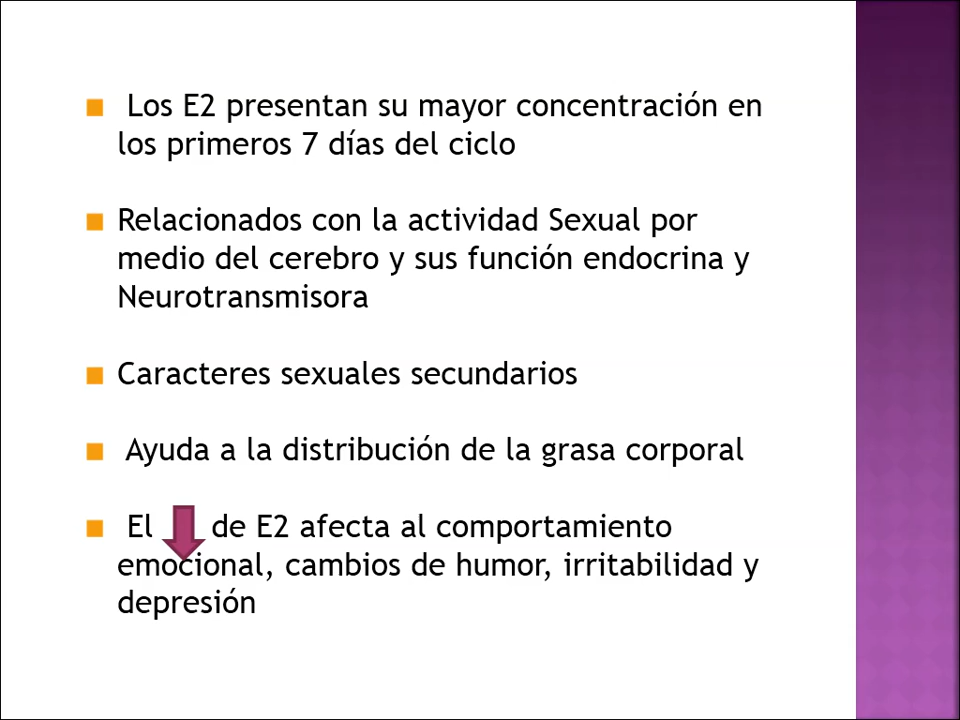 Los E2 presentan su mayor concentración en
los primeros 7 días del ciclo
Relacionados con la actividad Sexual por
medio del cerebro y sus función endocrina y
Neurotransmisora
Caracteres sexuales secundarios
Ayuda a la distribución de la grasa corporal
El de E2 afecta al comportamiento
emocional, cambios de humor, irritabilidad y
depresión